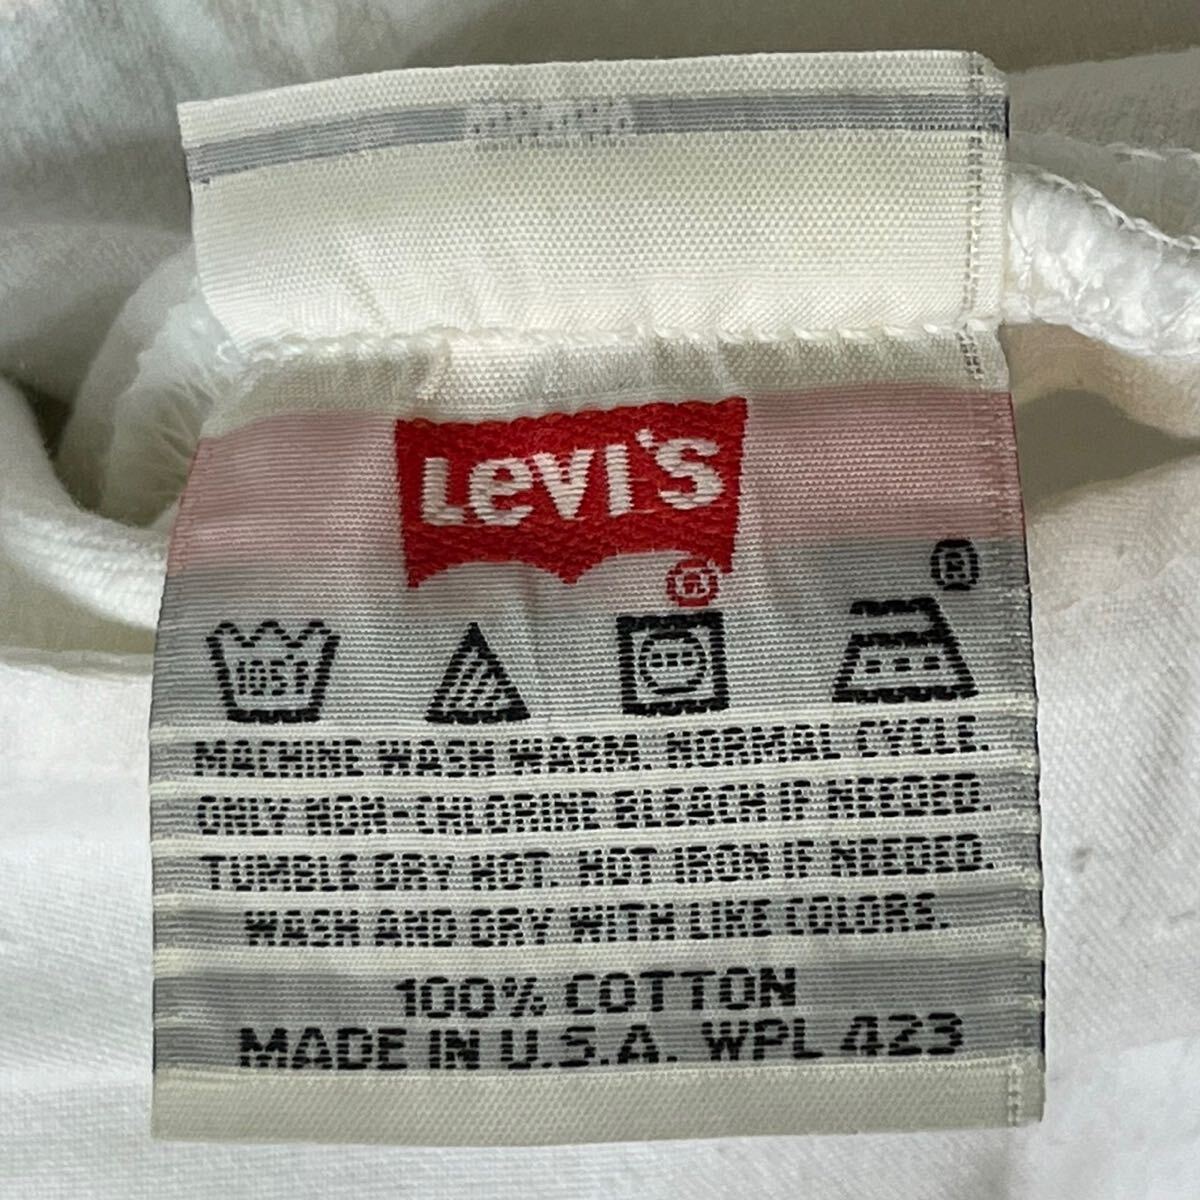 Levi's®
®
105°F
MACHINE WASH WARM. NORMAL CYCLE.
ONLY NON-CHLORINE BLEACH IF NEEDED.
TUMBLE DRY HOT. HOT IRON IF NEEDED.
WASH AND DRY WITH LIKE COLORS.
100% COTTON
MADE IN U.S.A. WPL 423